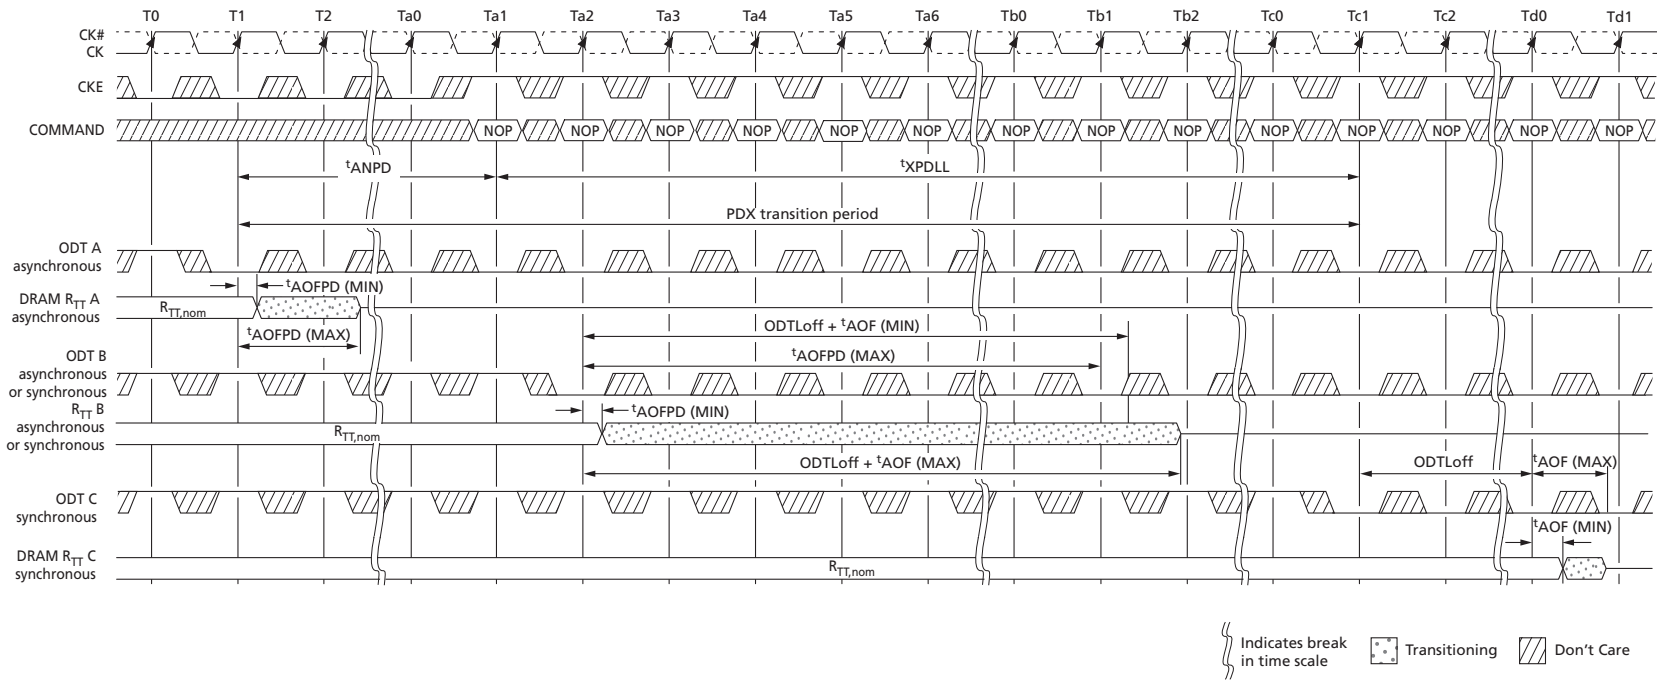 T0 T1 T2 Ta0 Ta1 Ta2 Ta3 Ta4 Ta5 Ta6 Tb0 Tb1 Tb2 Tc0 Tc1 Tc2 Td0 Td1
CK#
CK
CKE
COMMAND NOP NOP NOP NOP NOP NOP NOP NOP NOP NOP NOP NOP NOP NOP
tANPD tXPDLL
PDX transition period
ODT A
asynchronous
tAOFPD (MIN)
DRAM RTT A
asynchronous
RTT,nom
tAOFPD (MAX)
ODTLoff + tAOF (MIN)
tAOFPD (MAX)
ODT B
asynchronous
or synchronous
tAOFPD (MIN)
RTT B
asynchronous
or synchronous
RTT,nom
ODTLoff + tAOF (MAX)
ODTLoff tAOF (MAX)
ODT C
synchronous
tAOF (MIN)
DRAM RTT C
synchronous
RTT,nom
Indicates break
in time scale
Transitioning
Don't Care